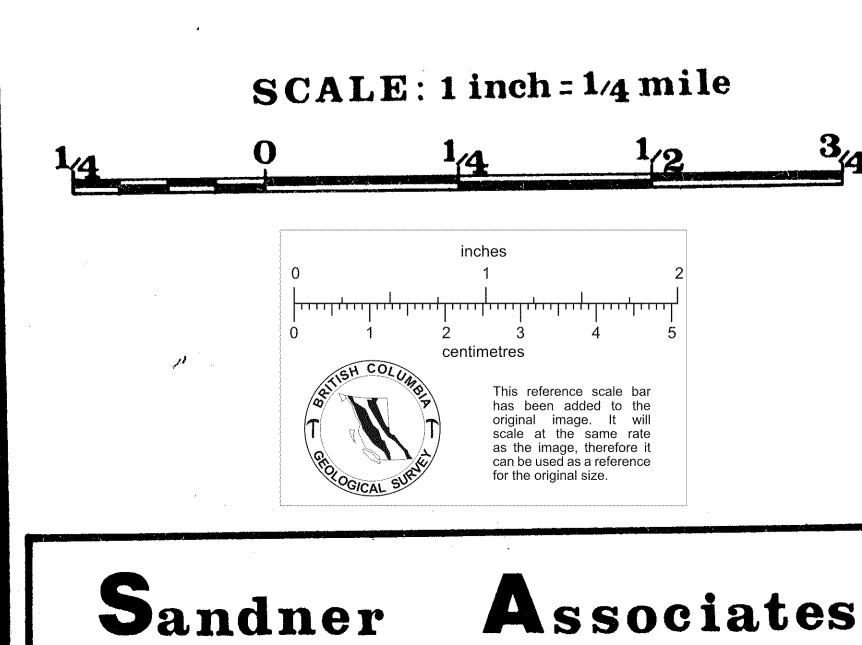 SCALE: 1 inch = 1/4 mile
1/4 0 1/4 1/2 3/4
inches
0 1 2
0 1 2 3 4 5
centimetres
BRITISH COLUMBIA
GEOLOGICAL SURVEY
This reference scale bar
has been added to the
original image. It will
scale at the same rate
as the image, therefore it
can be used as a reference
for the original size.
Sandner Associates